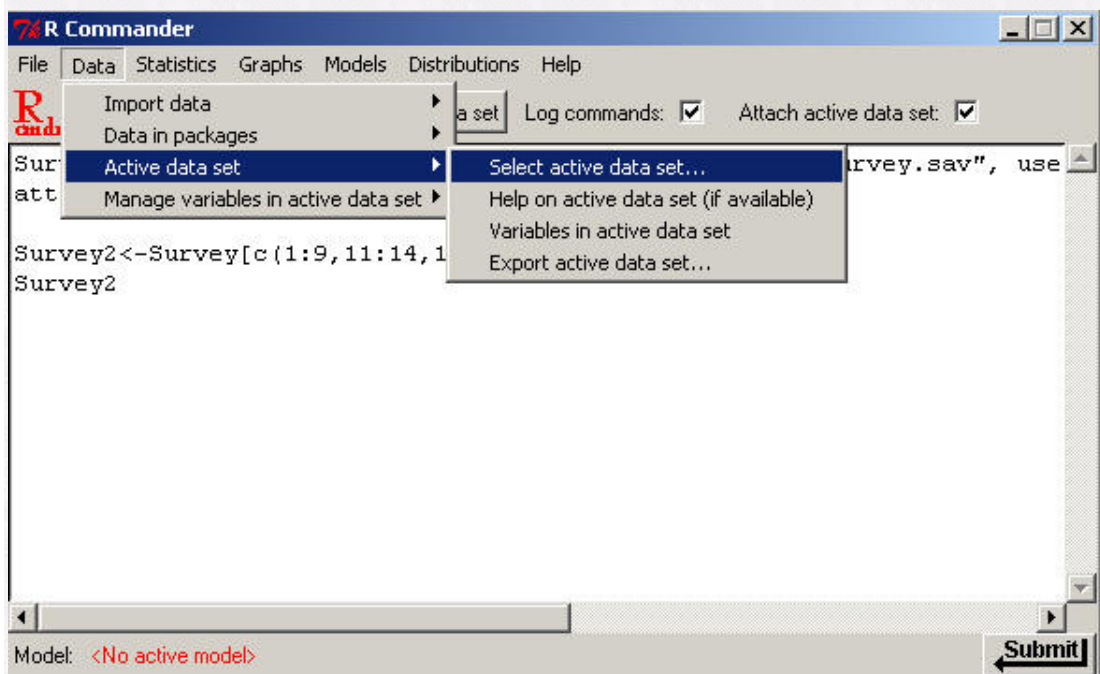 R Commander
File Data Statistics Graphs Models Distributions Help
R cmdr
a set Log commands: Attach active data set:
Import data
Data in packages
Active data set
Manage variables in active data set
Select active data set...
Help on active data set (if available)
Variables in active data set
Export active data set...
Sur urvey.sav", use
att
Survey2<-Survey[c(1:9,11:14,1
Survey2
Model: <No active model>
Submit